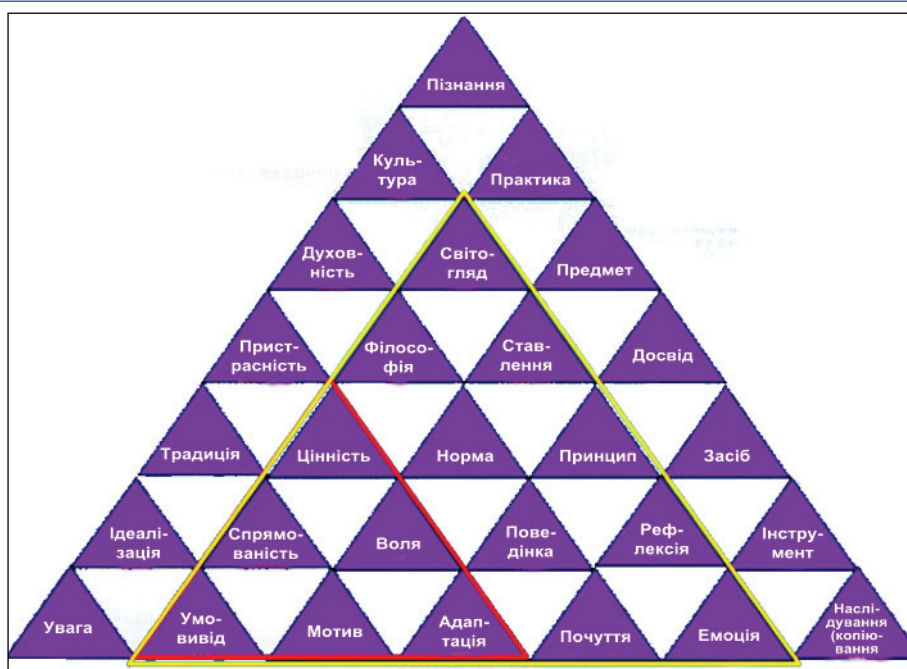 Пізнання
Куль-
тура
Практика
Духов-
ність
Світо-
гляд
Предмет
Прист-
расність
Філосо-
фія
Став-
лення
Досвід
Традиція
Цінність
Норма
Принцип
Засіб
Ідеалі-
зація
Спрямо-
ваність
Воля
Пове-
дінка
Реф-
лексія
Інстру-
мент
Увага
Умо-
вивід
Мотив
Адап-
тація
Почуття
Емоція
Наслі-
дування
(копію-
вання